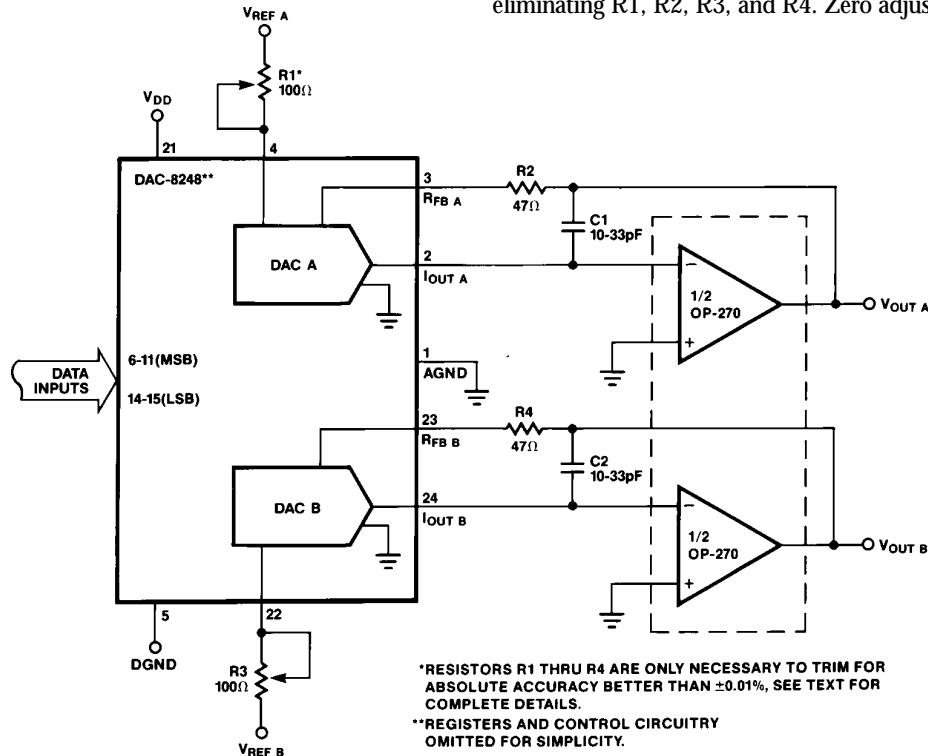 eliminating R1, R2, R3, and R4. Zero adjus
VREF A
R1*
100Ω
VDD
21
4
DAC-8248**
3
RFB A
R2
47Ω
C1
10-33pF
DAC A
2
IOUT A
−
1/2
OP-270
+
VOUT A
1
AGND
DATA
INPUTS
6-11(MSB)
14-15(LSB)
23
RFB B
R4
47Ω
C2
10-33pF
DAC B
24
IOUT B
−
1/2
OP-270
+
VOUT B
5
DGND
22
R3
100Ω
VREF B
*RESISTORS R1 THRU R4 ARE ONLY NECESSARY TO TRIM FOR
ABSOLUTE ACCURACY BETTER THAN ±0.01%, SEE TEXT FOR
COMPLETE DETAILS.
**REGISTERS AND CONTROL CIRCUITRY
OMITTED FOR SIMPLICITY.